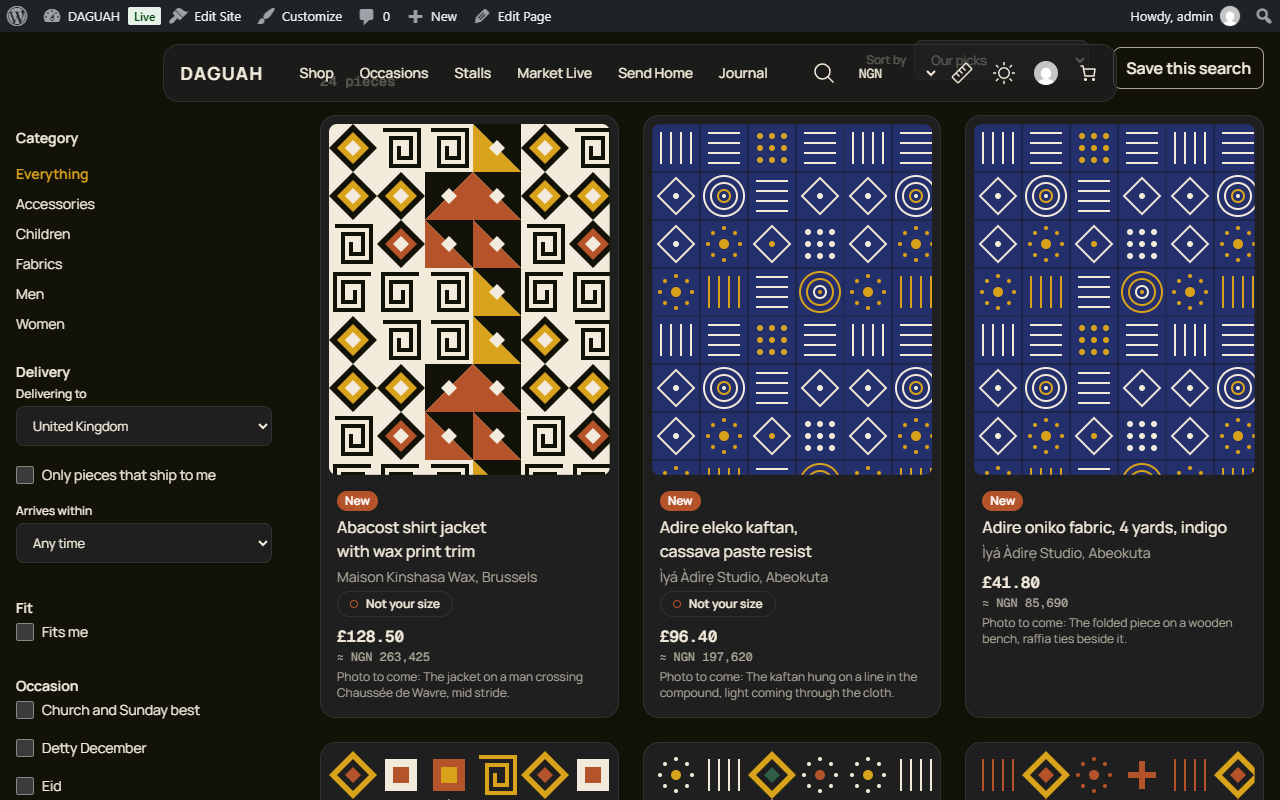 DAGUAH Live Edit Site Customize 0 New Edit Page Howdy, admin
DAGUAH Shop Occasions Stalls Market Live Send Home Journal NGN Save this search
24 pieces Sort by Our picks
Category
Everything
Accessories
Children
Fabrics
Men
Women
Delivery
Delivering to
United Kingdom
Only pieces that ship to me
Arrives within
Any time
Fit
Fits me
Occasion
Church and Sunday best
Detty December
Eid
New
Abacost shirt jacket
with wax print trim
Maison Kinshasa Wax, Brussels
Not your size
£128.50
≈ NGN 263,425
Photo to come: The jacket on a man crossing
Chaussée de Wavre, mid stride.
New
Adire eleko kaftan,
cassava paste resist
Ìyá Àdìrẹ Studio, Abeokuta
Not your size
£96.40
≈ NGN 197,620
Photo to come: The kaftan hung on a line in the
compound, light coming through the cloth.
New
Adire oniko fabric, 4 yards, indigo
Ìyá Àdìrẹ Studio, Abeokuta
£41.80
≈ NGN 85,690
Photo to come: The folded piece on a wooden
bench, raffia ties beside it.